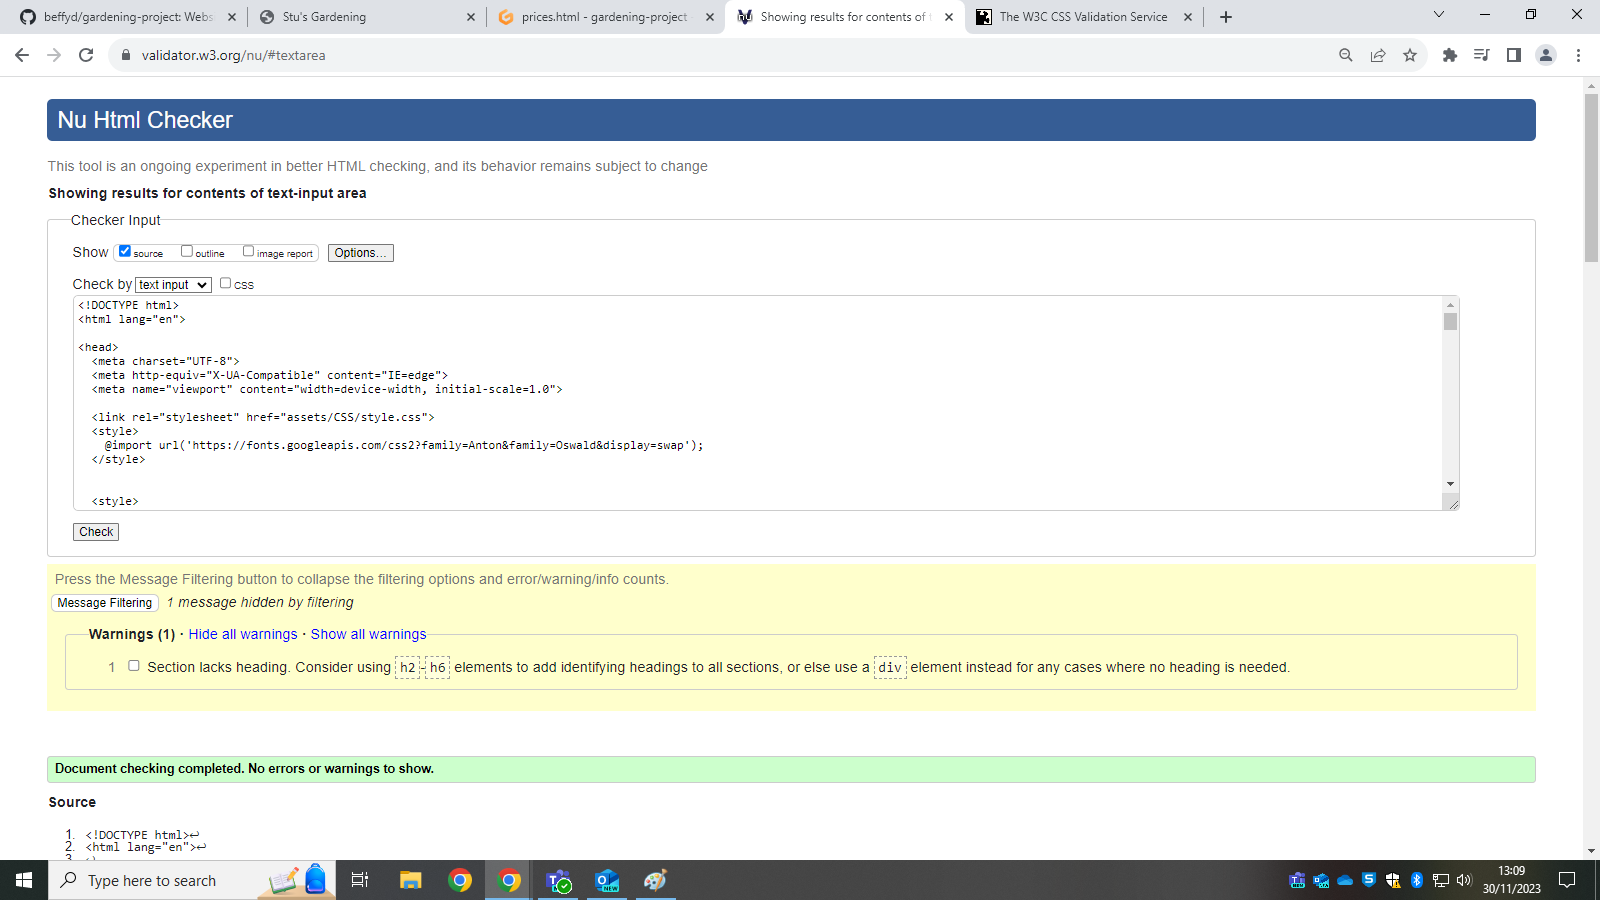 beffyd/gardening-project: Webs
Stu's Gardening
prices.html - gardening-project
Showing results for contents of
The W3C CSS Validation Service
validator.w3.org/nu/#textarea
Nu Html Checker
This tool is an ongoing experiment in better HTML checking, and its behavior remains subject to change
Showing results for contents of text-input area
Checker Input
Show source outline image report Options...
Check by text input css
<!DOCTYPE html>
<html lang="en">
<head>
<meta charset="UTF-8">
<meta http-equiv="X-UA-Compatible" content="IE=edge">
<meta name="viewport" content="width=device-width, initial-scale=1.0">
<link rel="stylesheet" href="assets/CSS/style.css">
<style>
@import url('https://fonts.googleapis.com/css2?family=Anton&family=Oswald&display=swap');
</style>
<style>
Check
Press the Message Filtering button to collapse the filtering options and error/warning/info counts.
Message Filtering 1 message hidden by filtering
Warnings (1) · Hide all warnings · Show all warnings
1 Section lacks heading. Consider using h2-h6 elements to add identifying headings to all sections, or else use a div element instead for any cases where no heading is needed.
Document checking completed. No errors or warnings to show.
Source
1. <!DOCTYPE html>↩
2. <html lang="en">↩
3. ↩
Type here to search
NEW
13:09
30/11/2023